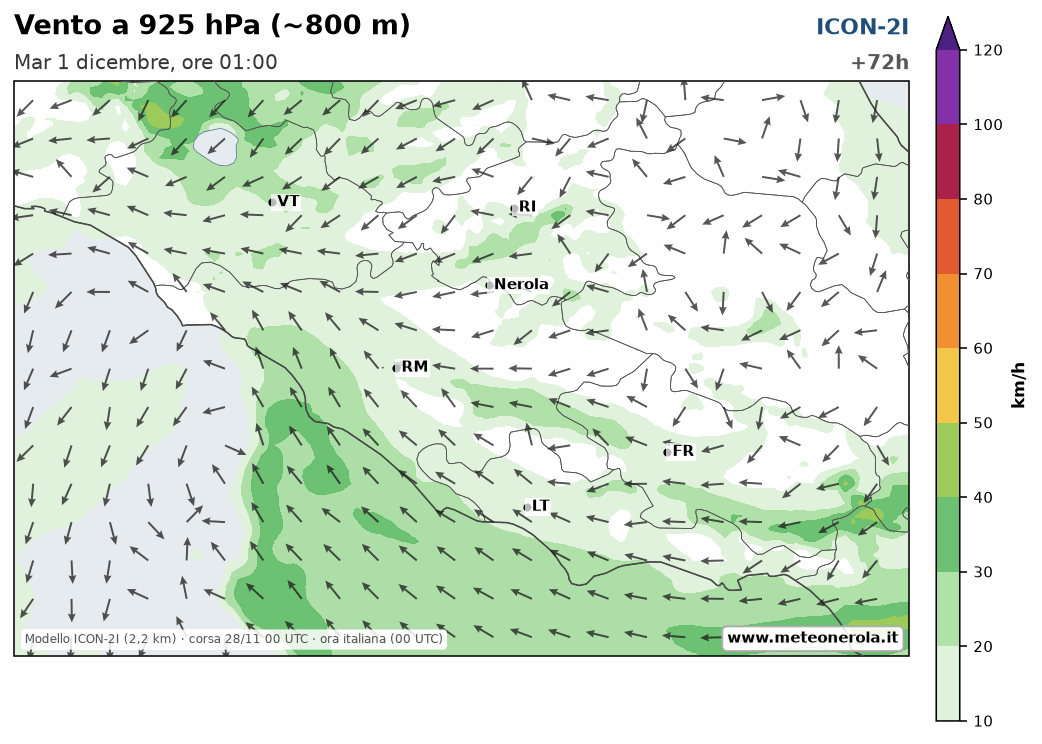 Vento a 925 hPa (~800 m)
ICON-2I
Mar 1 dicembre, ore 01:00
+72h
VT
RI
Nerola
RM
FR
LT
120
100
80
70
60
50
40
30
20
10
km/h
Modello ICON-2I (2,2 km) · corsa 28/11 00 UTC · ora italiana (00 UTC)
www.meteonerola.it